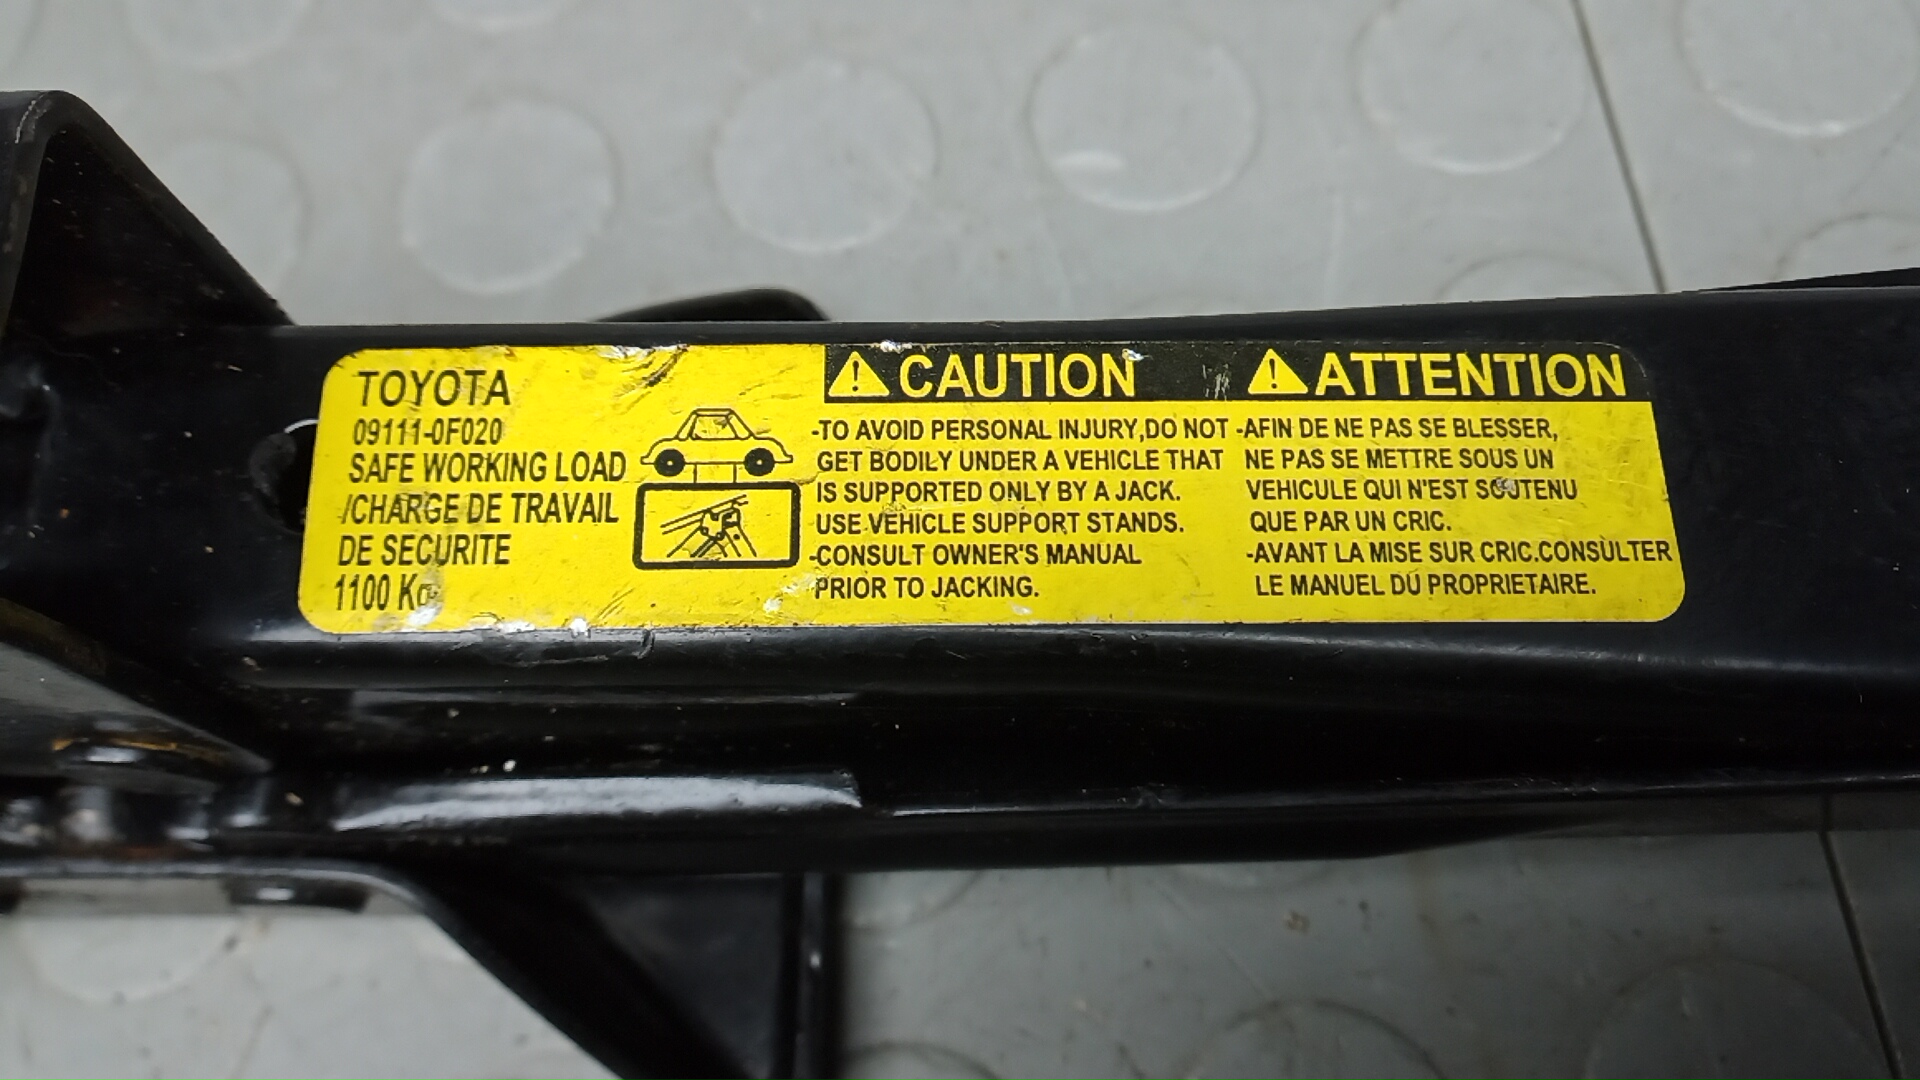 TOYOTA
09111-0F020
SAFE WORKING LOAD
/CHARGE DE TRAVAIL
DE SECURITE
1100 Kg
CAUTION
-TO AVOID PERSONAL INJURY,DO NOT
GET BODILY UNDER A VEHICLE THAT
IS SUPPORTED ONLY BY A JACK.
USE VEHICLE SUPPORT STANDS.
-CONSULT OWNER'S MANUAL
PRIOR TO JACKING.
ATTENTION
-AFIN DE NE PAS SE BLESSER,
NE PAS SE METTRE SOUS UN
VEHICULE QUI N'EST SOUTENU
QUE PAR UN CRIC.
-AVANT LA MISE SUR CRIC.CONSULTER
LE MANUEL DU PROPRIETAIRE.